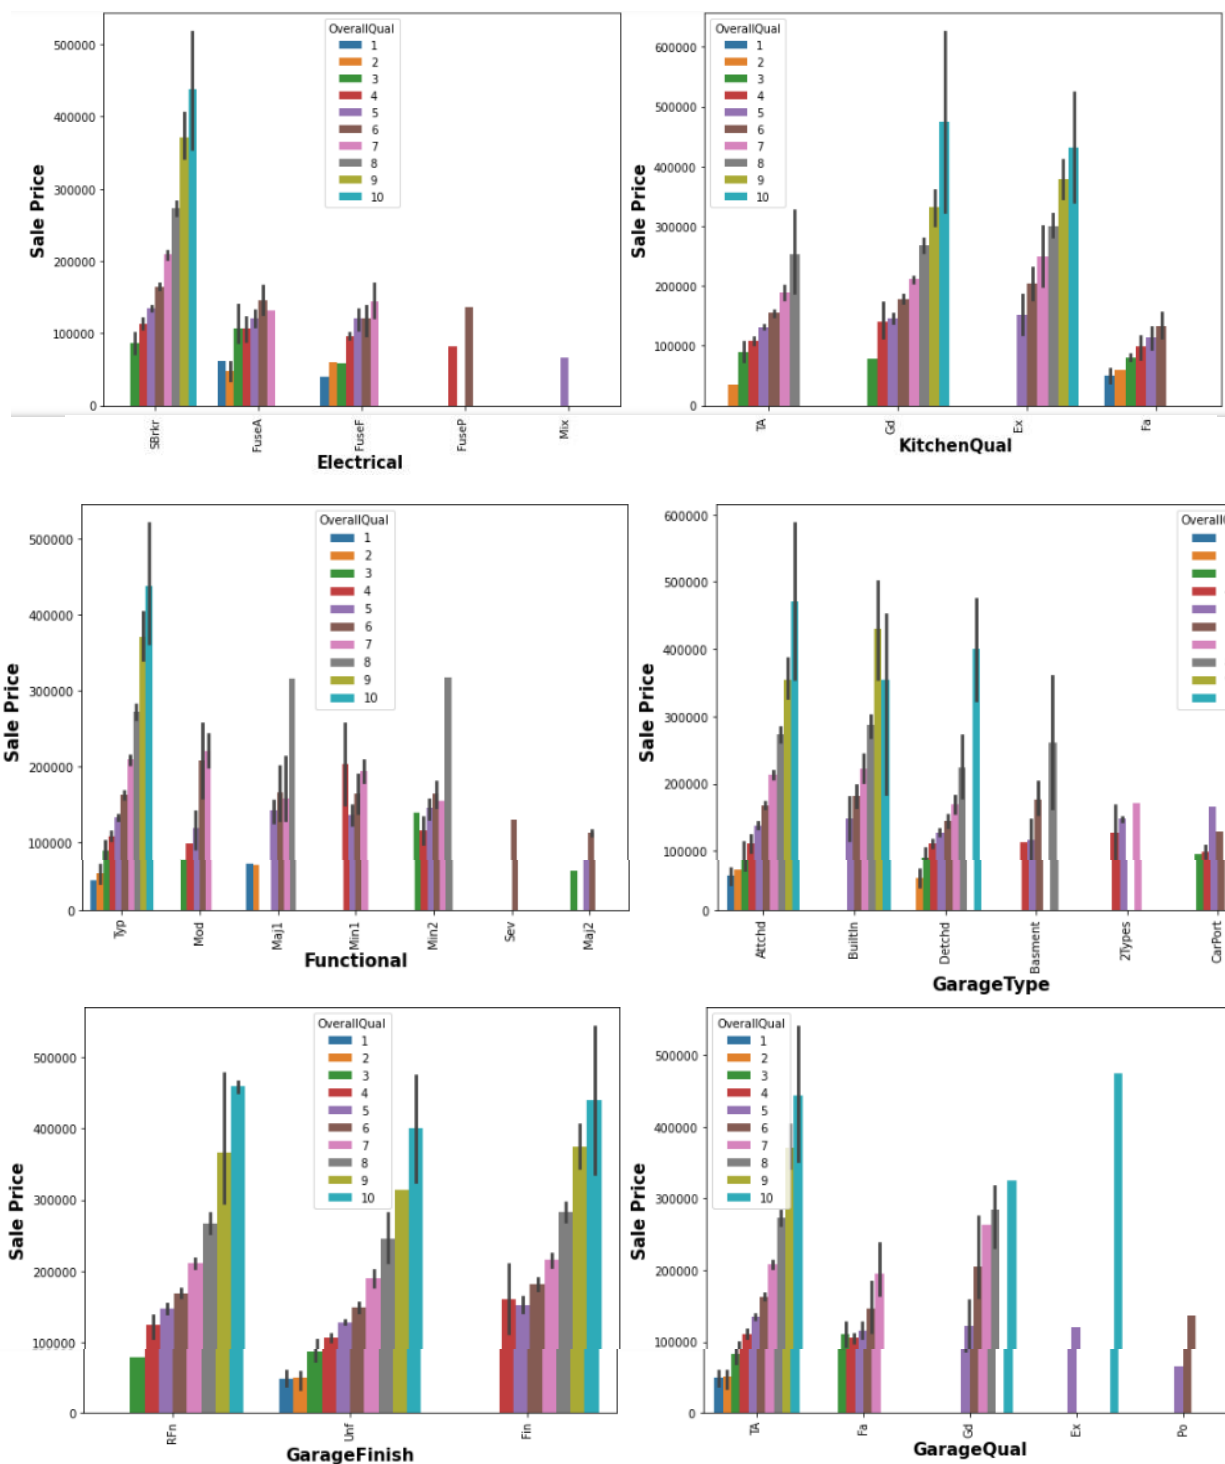 OverallQual
1
2
3
4
5
6
7
8
9
10
500000
400000
300000
200000
100000
0
Sale Price
SBrkr
FuseA
FuseF
FuseP
Mix
Electrical
OverallQual
1
2
3
4
5
6
7
8
9
10
600000
500000
400000
300000
200000
100000
0
Sale Price
TA
Gd
Ex
Fa
KitchenQual
OverallQual
1
2
3
4
5
6
7
8
9
10
500000
400000
300000
200000
100000
0
Sale Price
Typ
Mod
Maj1
Min1
Min2
Sev
Maj2
Functional
OverallQ
600000
500000
400000
300000
200000
100000
0
Sale Price
Attchd
BuiltIn
Detchd
Basment
2Types
CarPort
GarageType
OverallQual
1
2
3
4
5
6
7
8
9
10
500000
400000
300000
200000
100000
0
Sale Price
RFn
Unf
Fin
GarageFinish
OverallQual
1
2
3
4
5
6
7
8
9
10
500000
400000
300000
200000
100000
0
Sale Price
TA
Fa
Gd
Ex
Po
GarageQual